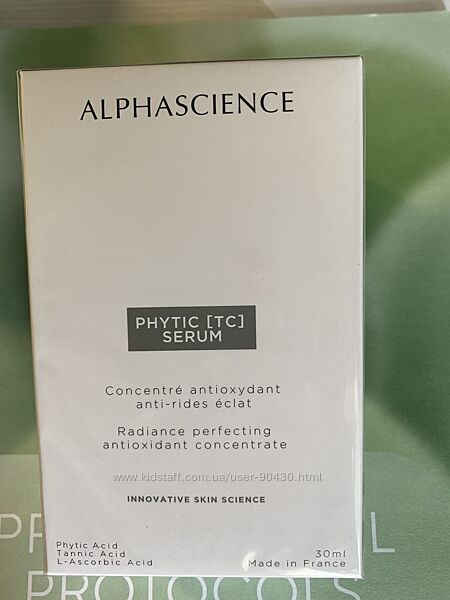 ALPHASCIENCE
PHYTIC [TC]
SERUM
Concentré antioxydant
anti-rides éclat
Radiance perfecting
antioxidant concentrate
www.kidstaff.com.ua/user-90430.html
INNOVATIVE SKIN SCIENCE
Phytic Acid
Tannic Acid
L-Ascorbic Acid
30ml
Made in France
PROTOCOLS